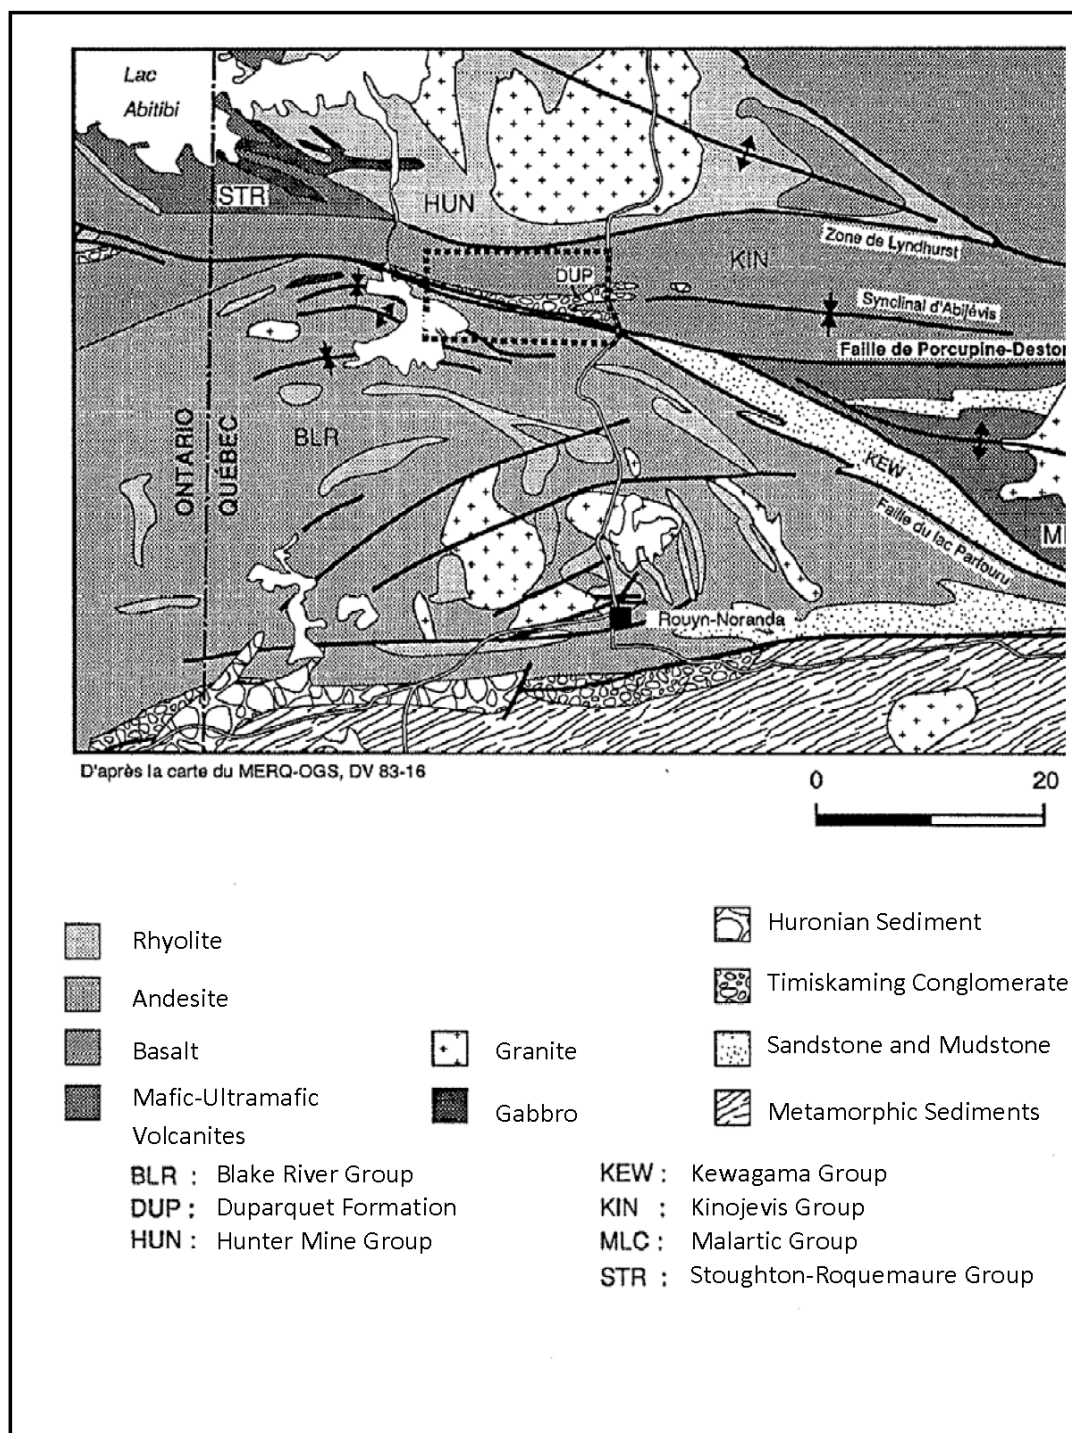 Lac
Abitibi
STR
HUN
Zone de Lyndhurst
KIN
DUP
Synclinal d'Abijévis
Faille de Porcupine-Destor
ONTARIO
QUÉBEC
BLR
KEW
Faille du lac Parfouru
Rouyn-Noranda
D'après la carte du MERQ-OGS, DV 83-16
0 20
Rhyolite
Andesite
Basalt
Mafic-Ultramafic
Volcanites
Granite
Gabbro
Huronian Sediment
Timiskaming Conglomerate
Sandstone and Mudstone
Metamorphic Sediments
BLR : Blake River Group
DUP : Duparquet Formation
HUN : Hunter Mine Group
KEW : Kewagama Group
KIN : Kinojevis Group
MLC : Malartic Group
STR : Stoughton-Roquemaure Group